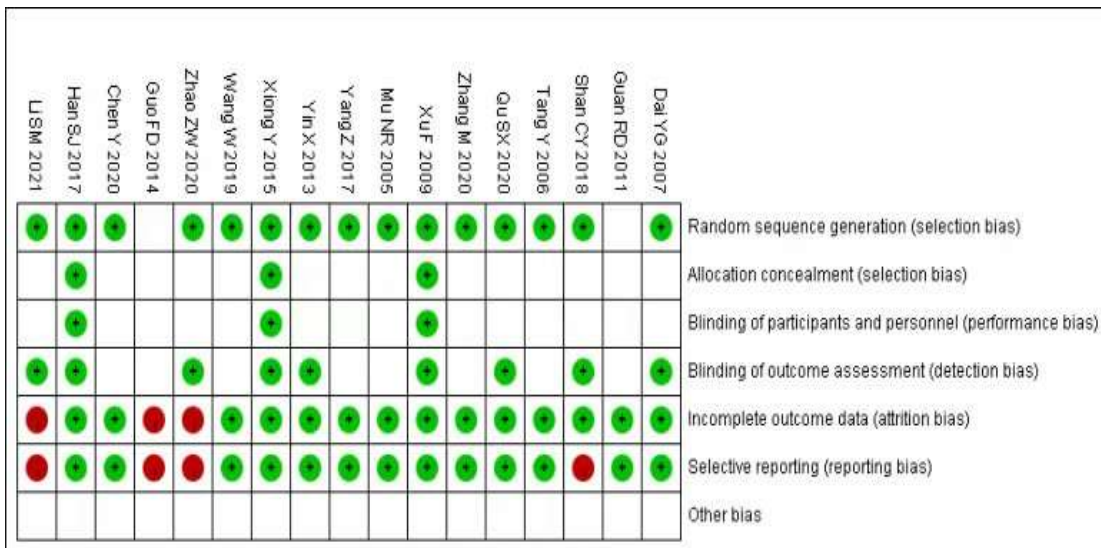 Li SM 2021
Han SJ 2017
Chen Y 2020
Guo FD 2014
Zhao ZW 2020
Wang W 2019
Xiong Y 2015
Yin X 2013
Yang Z 2017
Mu NR 2005
Xu F 2009
Zhang M 2020
Qu SX 2020
Tang Y 2006
Shan CY 2018
Guan RD 2011
Dai YG 2007
Random sequence generation (selection bias)
Allocation concealment (selection bias)
Blinding of participants and personnel (performance bias)
Blinding of outcome assessment (detection bias)
Incomplete outcome data (attrition bias)
Selective reporting (reporting bias)
Other bias